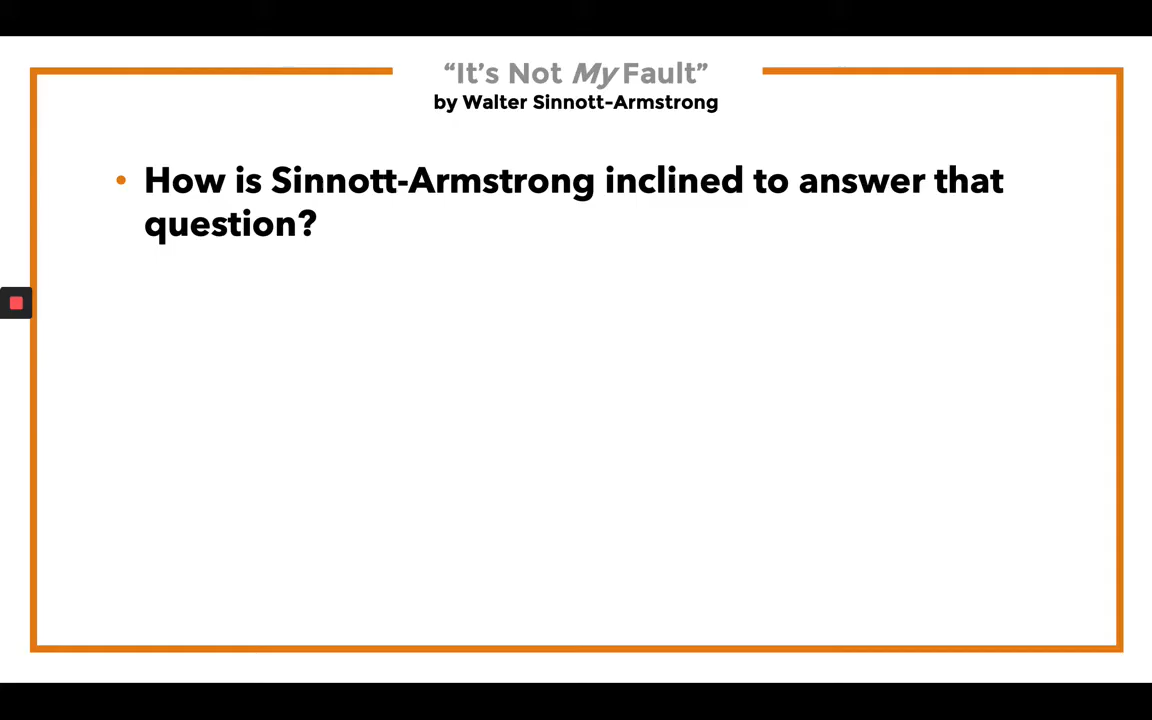 “It’s Not My Fault”
by Walter Sinnott-Armstrong
• How is Sinnott-Armstrong inclined to answer that
question?